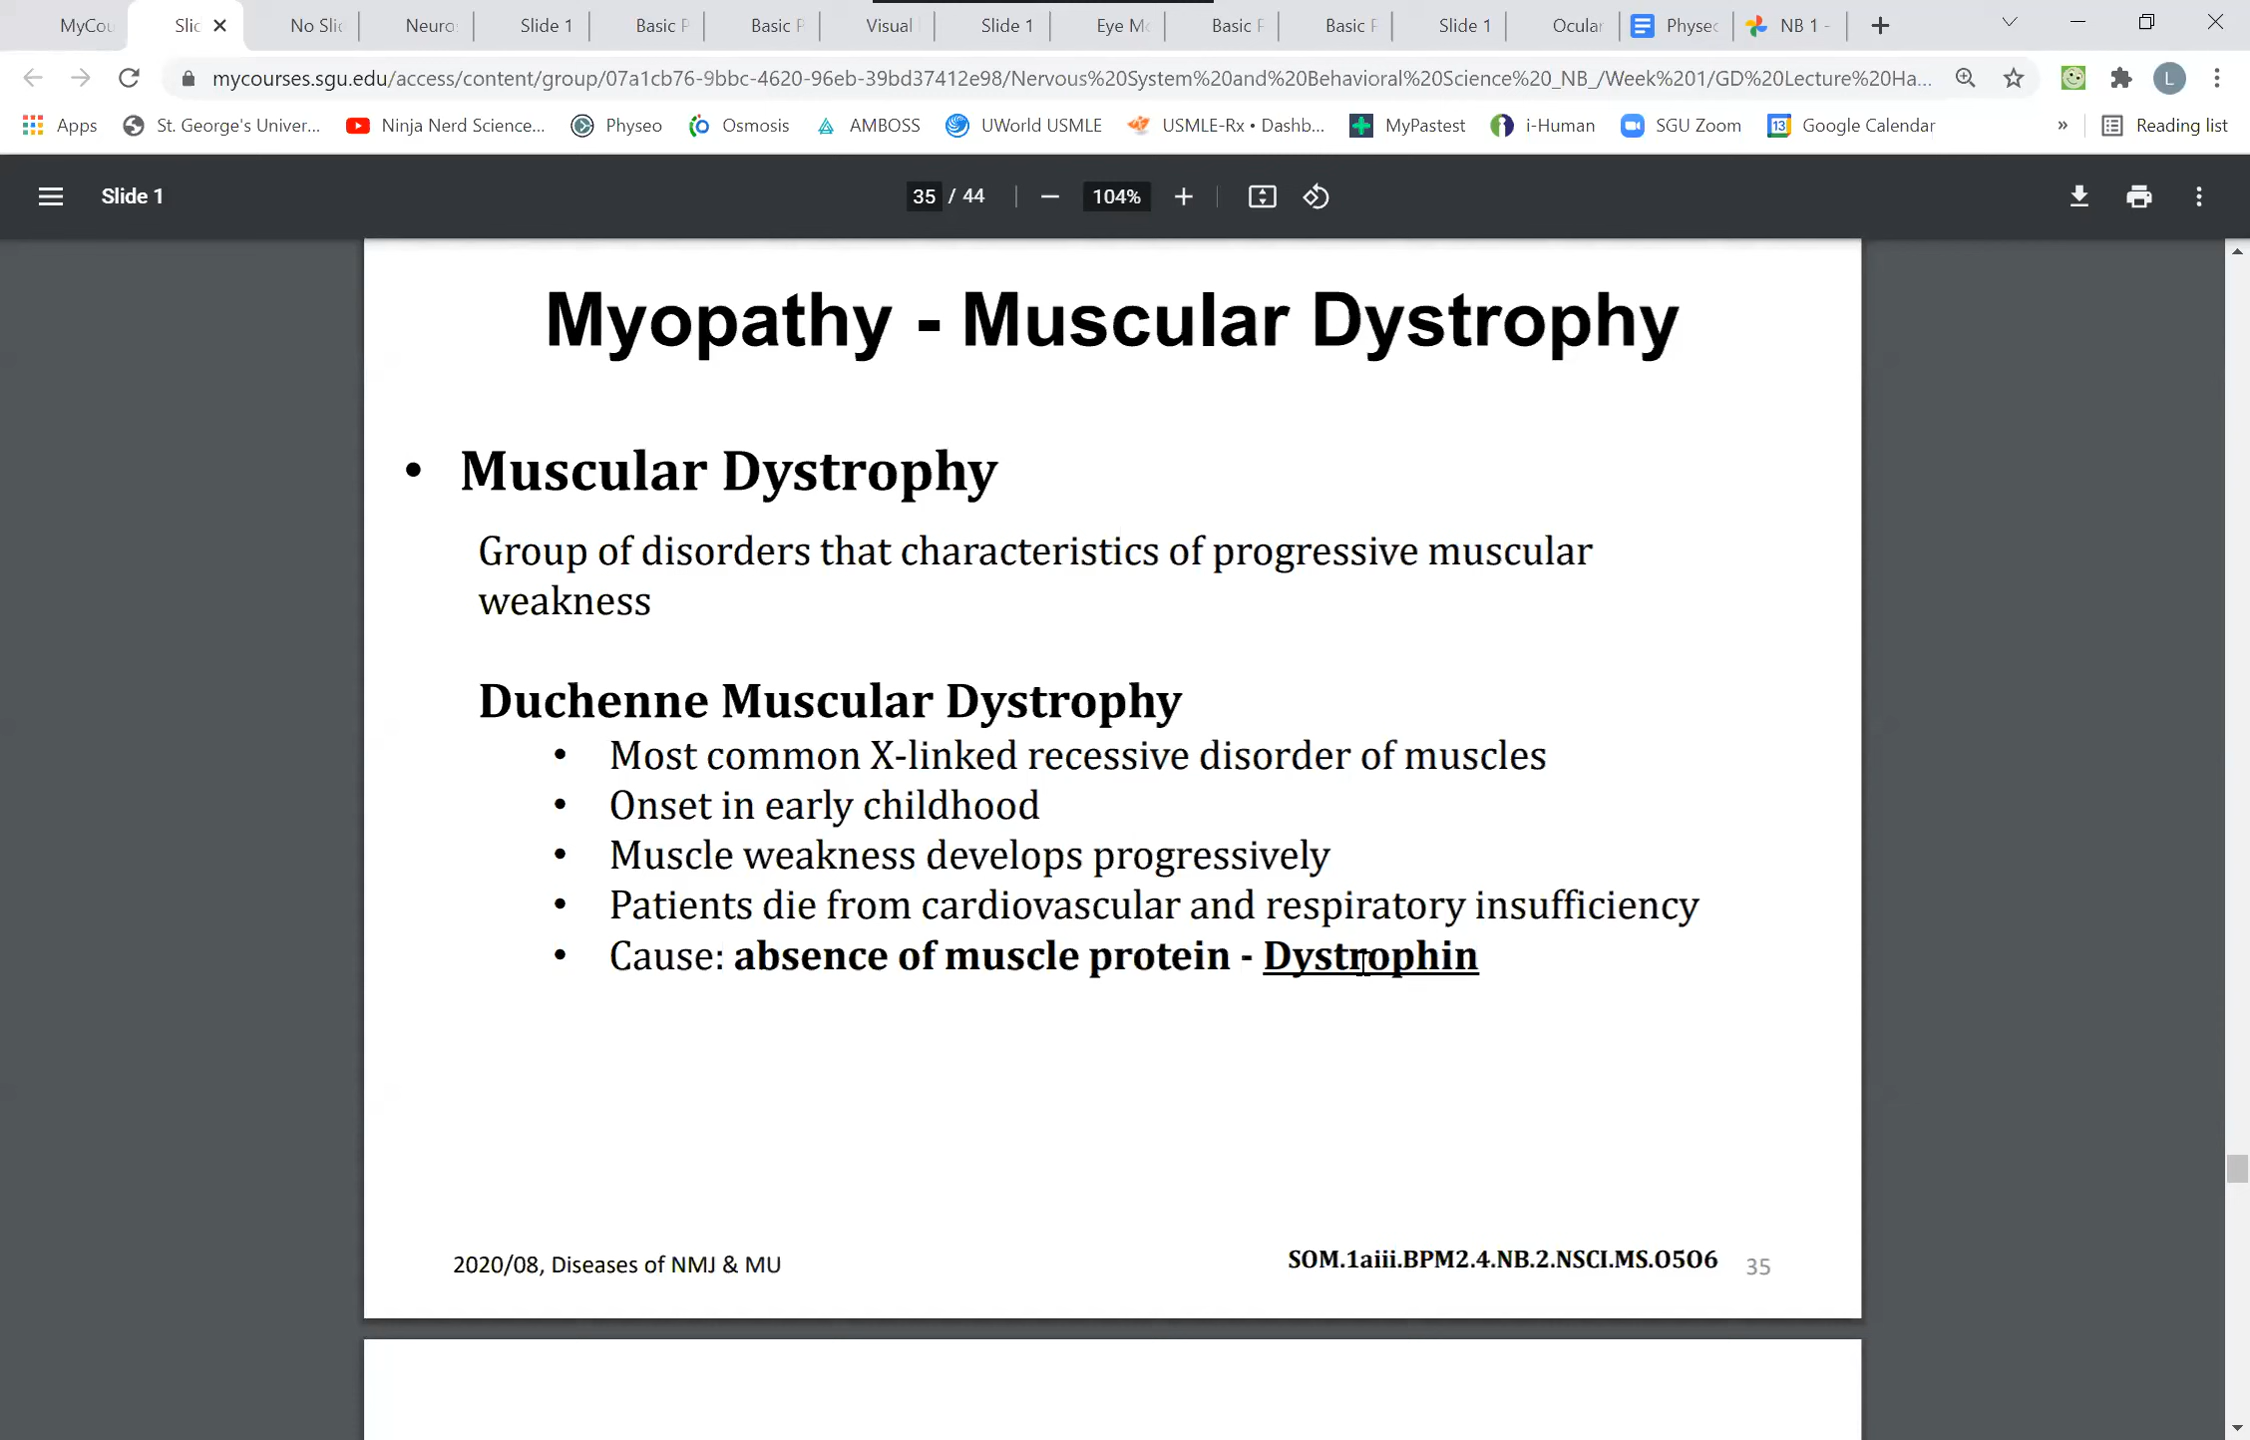 MyCou
Slic
No Slic
Neuro
Slide 1
Basic P
Basic P
Visual
Slide 1
Eye Mo
Basic P
Basic P
Slide 1
Ocular
Physeo
NB 1 -
mycourses.sgu.edu/access/content/group/07a1cb76-9bbc-4620-96eb-39bd37412e98/Nervous%20System%20and%20Behavioral%20Science%20_NB_/Week%201/GD%20Lecture%20Ha...
L
Apps
St. George's Univer...
Ninja Nerd Science...
Physeo
Osmosis
AMBOSS
UWorld USMLE
USMLE-Rx • Dashb...
MyPastest
i-Human
SGU Zoom
13
Google Calendar
»
Reading list
Slide 1
35 / 44
104%
Myopathy - Muscular Dystrophy
• Muscular Dystrophy
Group of disorders that characteristics of progressive muscular
weakness
Duchenne Muscular Dystrophy
• Most common X-linked recessive disorder of muscles
• Onset in early childhood
• Muscle weakness develops progressively
• Patients die from cardiovascular and respiratory insufficiency
• Cause: absence of muscle protein - Dystrophin
2020/08, Diseases of NMJ & MU
SOM.1aiii.BPM2.4.NB.2.NSCI.MS.0506
35